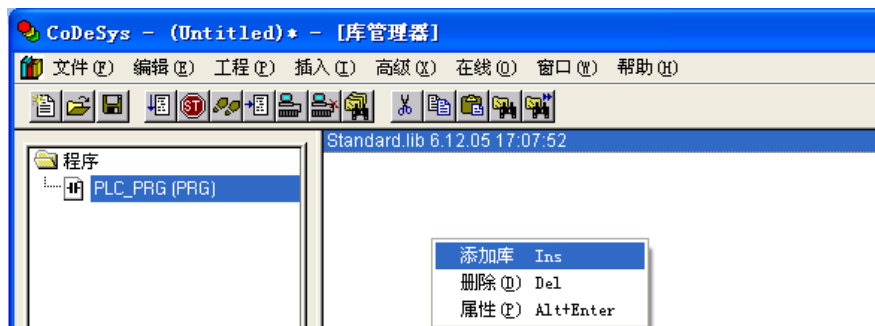 CoDeSys - (Untitled)* - [库管理器]
文件(F) 编辑(E) 工程(P) 插入(I) 高级(X) 在线(O) 窗口(W) 帮助(H)
Standard.lib 6.12.05 17:07:52
程序
PLC_PRG (PRG)
添加库 Ins
删除(D) Del
属性(P) Alt+Enter